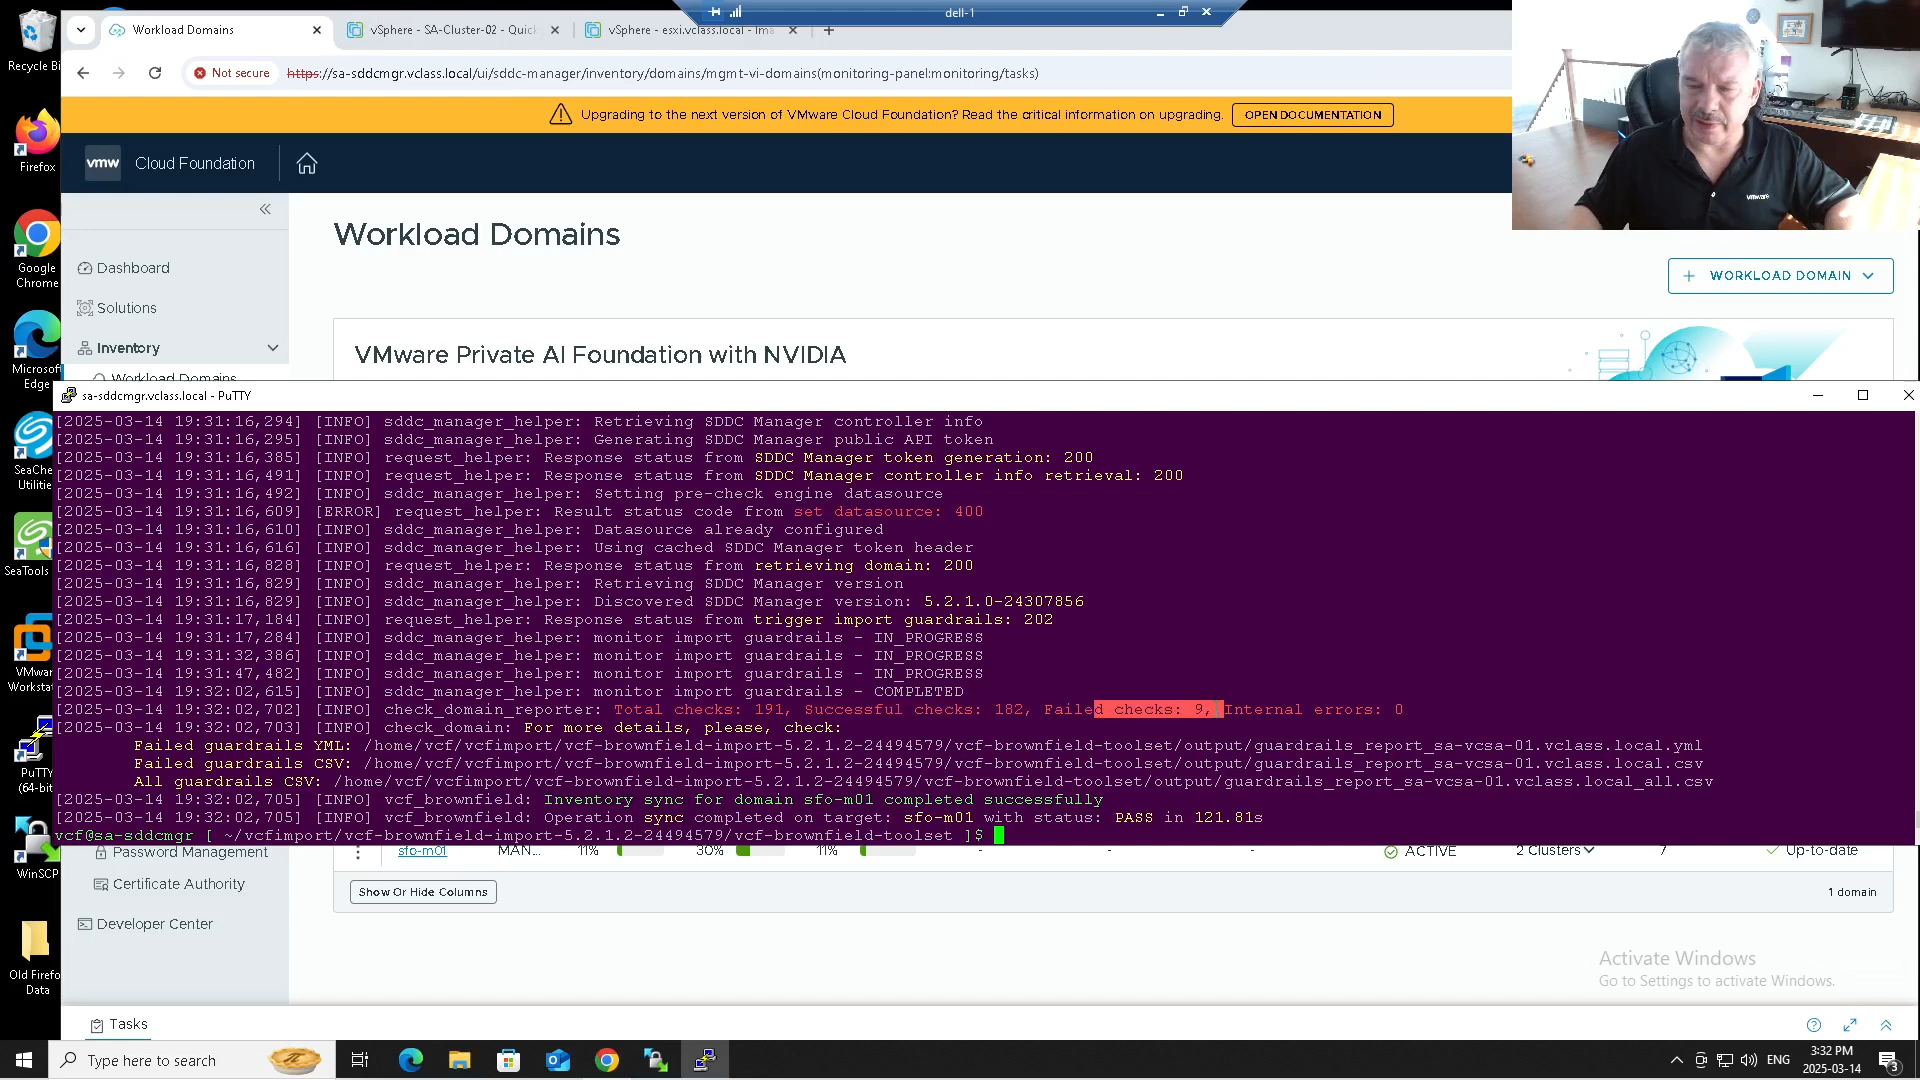 dell-1
Recycle Bi
Workload Domains
vSphere - SA-Cluster-02 - Quick
vSphere - esxi.vclass.local - Ima
Not secure
https://sa-sddcmgr.vclass.local/ui/sddc-manager/inventory/domains/mgmt-vi-domains(monitoring-panel:monitoring/tasks)
Upgrading to the next version of VMware Cloud Foundation? Read the critical information on upgrading.
OPEN DOCUMENTATION
Firefox
vmw
Cloud Foundation
vmware
Workload Domains
Dashboard
WORKLOAD DOMAIN
Google
Chrome
Solutions
Inventory
VMware Private AI Foundation with NVIDIA
Microsof
Edge
Workload Domains
sa-sddcmgr.vclass.local - PuTTY
[2025-03-14 19:31:16,294] [INFO] sddc_manager_helper: Retrieving SDDC Manager controller info
[2025-03-14 19:31:16,295] [INFO] sddc_manager_helper: Generating SDDC Manager public API token
[2025-03-14 19:31:16,385] [INFO] request_helper: Response status from SDDC Manager token generation: 200
[2025-03-14 19:31:16,491] [INFO] request_helper: Response status from SDDC Manager controller info retrieval: 200
[2025-03-14 19:31:16,492] [INFO] sddc_manager_helper: Setting pre-check engine datasource
[2025-03-14 19:31:16,609] [ERROR] request_helper: Result status code from set datasource: 400
[2025-03-14 19:31:16,610] [INFO] sddc_manager_helper: Datasource already configured
[2025-03-14 19:31:16,616] [INFO] sddc_manager_helper: Using cached SDDC Manager token header
[2025-03-14 19:31:16,828] [INFO] request_helper: Response status from retrieving domain: 200
[2025-03-14 19:31:16,829] [INFO] sddc_manager_helper: Retrieving SDDC Manager version
[2025-03-14 19:31:16,829] [INFO] sddc_manager_helper: Discovered SDDC Manager version: 5.2.1.0-24307856
[2025-03-14 19:31:17,184] [INFO] request_helper: Response status from trigger import guardrails: 202
[2025-03-14 19:31:17,284] [INFO] sddc_manager_helper: monitor import guardrails - IN_PROGRESS
[2025-03-14 19:31:32,386] [INFO] sddc_manager_helper: monitor import guardrails - IN_PROGRESS
[2025-03-14 19:31:47,482] [INFO] sddc_manager_helper: monitor import guardrails - IN_PROGRESS
[2025-03-14 19:32:02,615] [INFO] sddc_manager_helper: monitor import guardrails - COMPLETED
[2025-03-14 19:32:02,702] [INFO] check_domain_reporter: Total checks: 191, Successful checks: 182, Failed checks: 9, Internal errors: 0
[2025-03-14 19:32:02,703] [INFO] check_domain: For more details, please, check:
Failed guardrails YML: /home/vcf/vcfimport/vcf-brownfield-import-5.2.1.2-24494579/vcf-brownfield-toolset/output/guardrails_report_sa-vcsa-01.vclass.local.yml
Failed guardrails CSV: /home/vcf/vcfimport/vcf-brownfield-import-5.2.1.2-24494579/vcf-brownfield-toolset/output/guardrails_report_sa-vcsa-01.vclass.local.csv
All guardrails CSV: /home/vcf/vcfimport/vcf-brownfield-import-5.2.1.2-24494579/vcf-brownfield-toolset/output/guardrails_report_sa-vcsa-01.vclass.local_all.csv
[2025-03-14 19:32:02,705] [INFO] vcf_brownfield: Inventory sync for domain sfo-m01 completed successfully
[2025-03-14 19:32:02,705] [INFO] vcf_brownfield: Operation sync completed on target: sfo-m01 with status: PASS in 121.81s
vcf@sa-sddcmgr [ ~/vcfimport/vcf-brownfield-import-5.2.1.2-24494579/vcf-brownfield-toolset ]$
SeaChe
Utilitie
SeaTools
VMwar
Workstat
PuTTY
(64-bit
WinSCP
Password Management
sfo-m01
MAN...
11%
30%
11%
-
-
-
ACTIVE
2 Clusters
7
Up-to-date
Certificate Authority
Show Or Hide Columns
1 domain
Developer Center
Old Firefo
Data
Activate Windows
Go to Settings to activate Windows.
Tasks
Type here to search
ENG
3:32 PM
2025-03-14
3